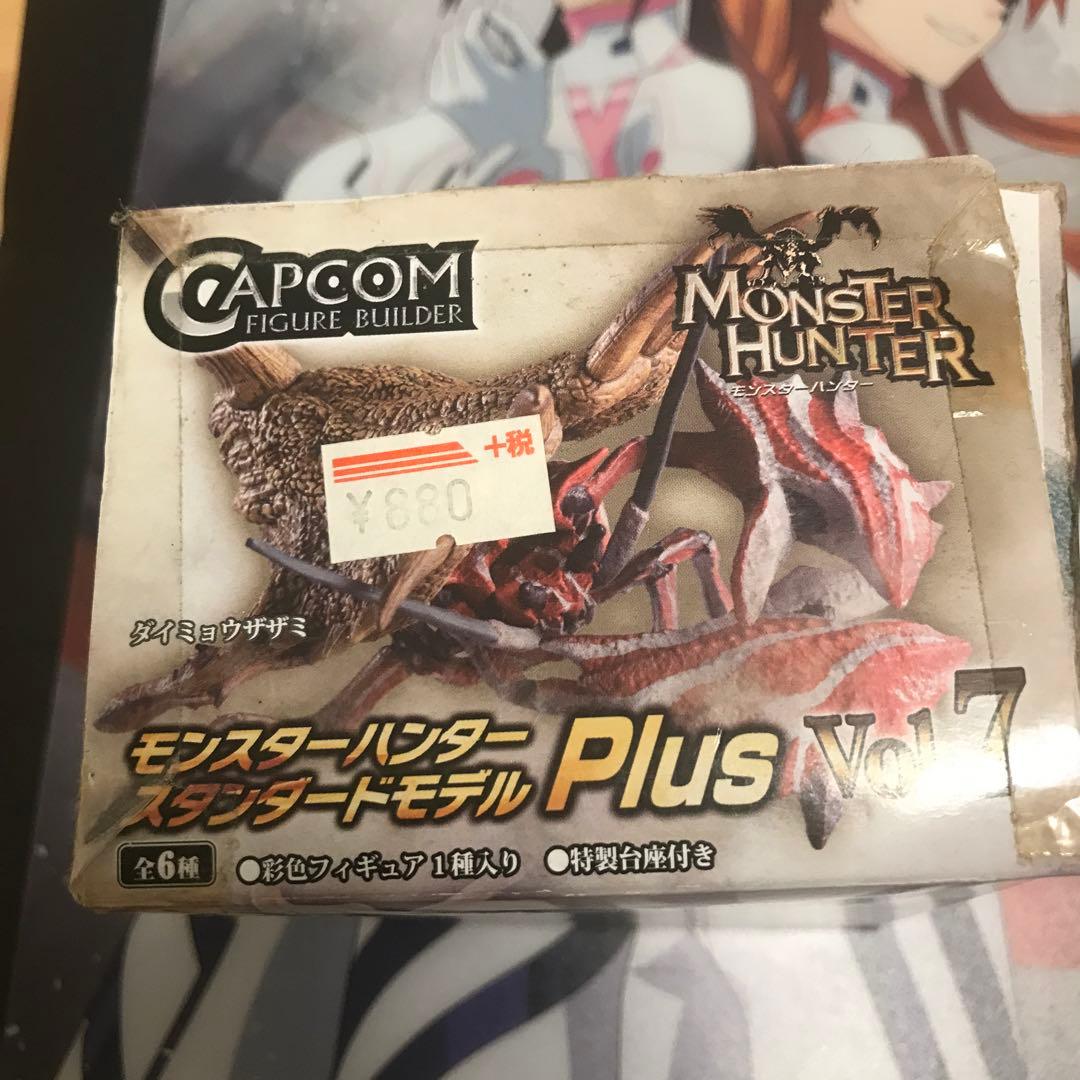 CAPCOM
FIGURE BUILDER
MONSTER
HUNTER
モンスターハンター
+税
¥880
ダイミョウザザミ
モンスターハンター
スタンダードモデル Plus Vol.7
全6種 ●彩色フィギュア1種入り ●特製台座付き